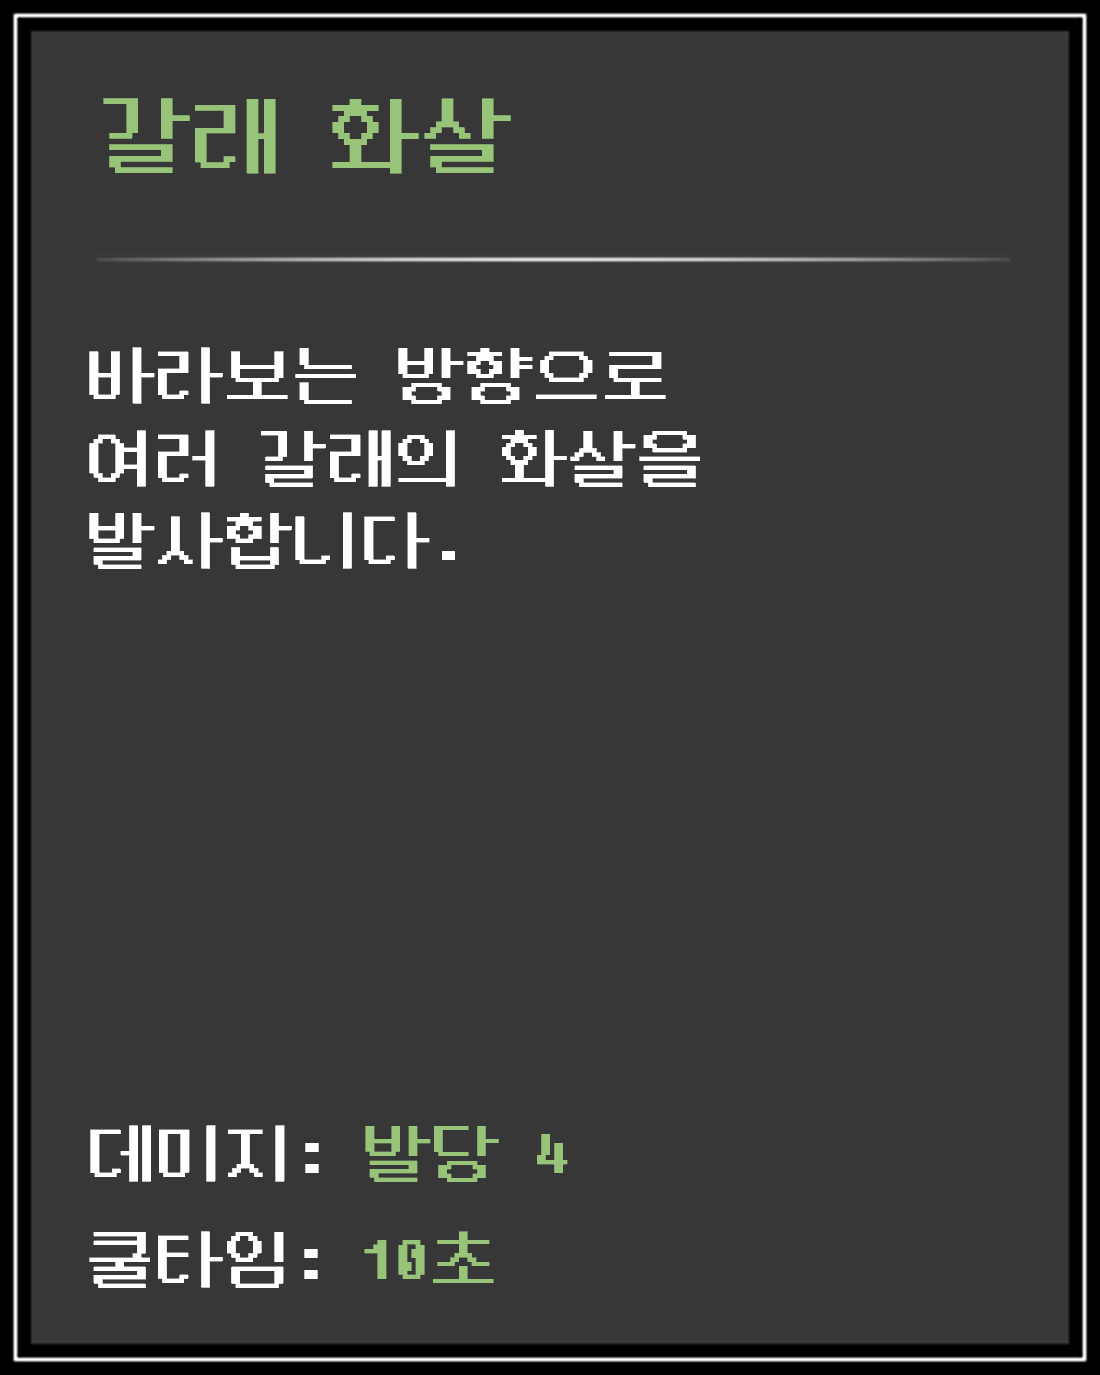 갈래 화살
바라보는 방향으로
여러 갈래의 화살을
발사합니다.
데미지: 발당 4
쿨타임: 10초